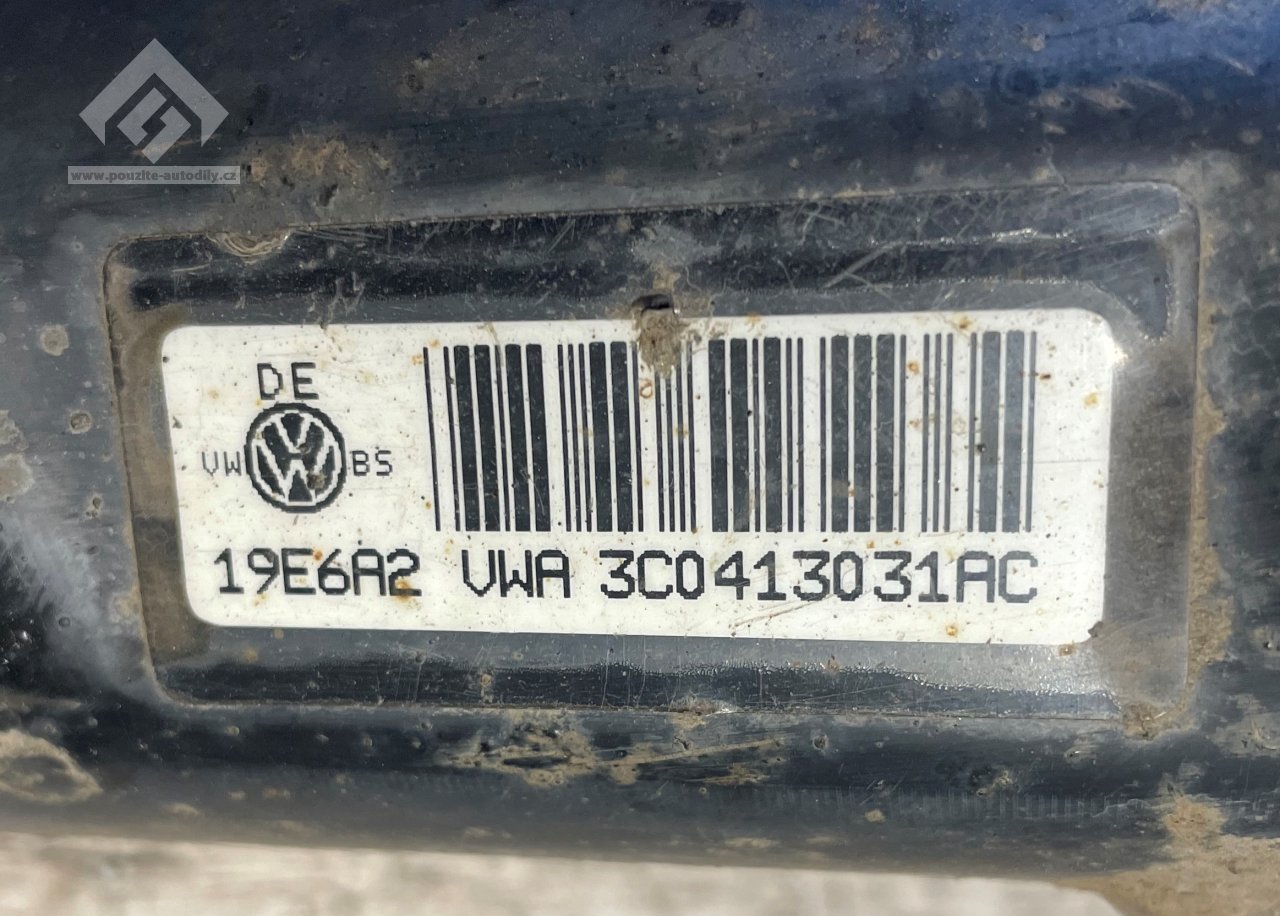 www.pouzite-autodily.cz
DE
VW BS
19E6A2 VWA 3C0413031AC